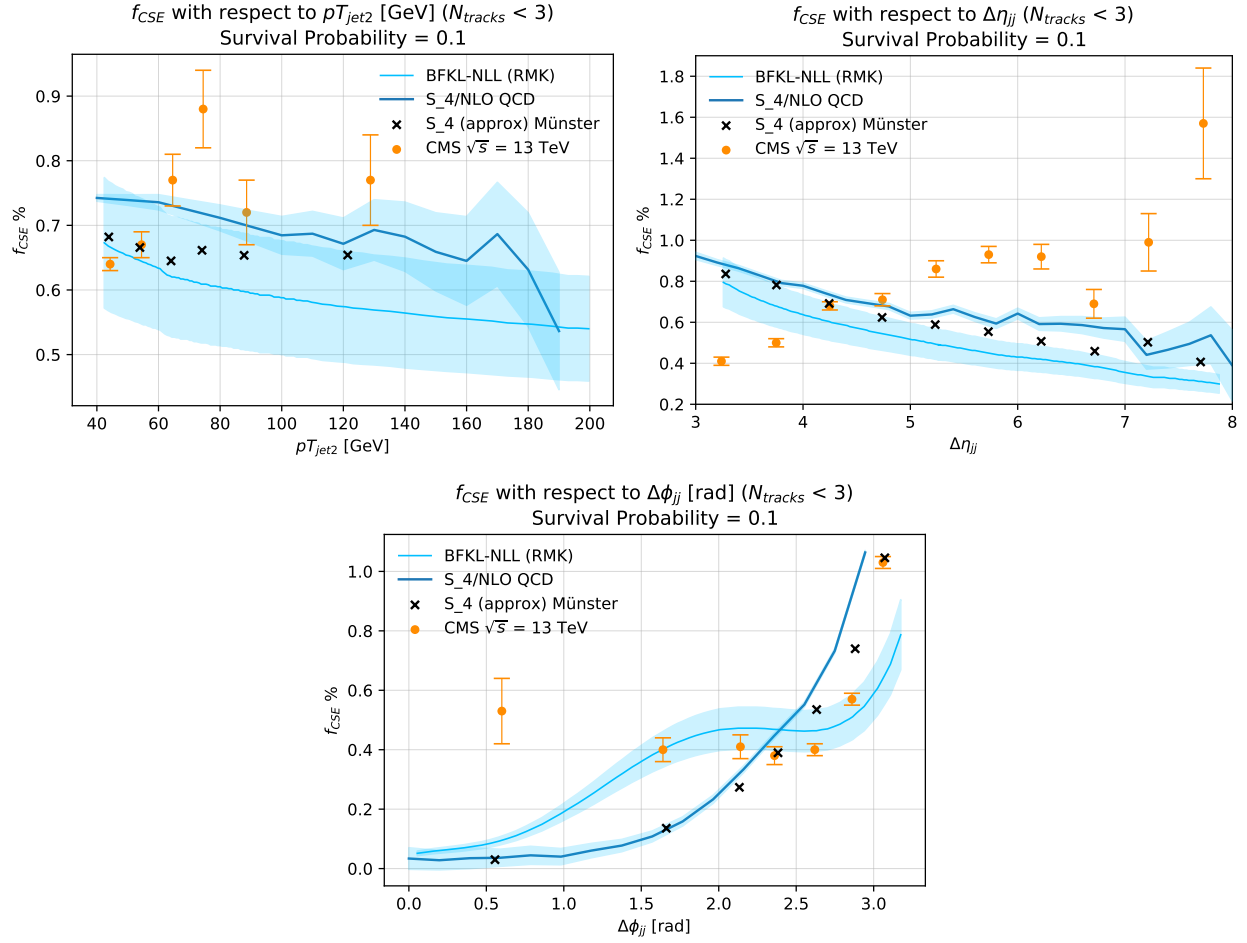 f_CSE with respect to pT_jet2 [GeV] (N_tracks < 3)
Survival Probability = 0.1
BFKL-NLL (RMK)
S_4/NLO QCD
S_4 (approx) Münster
CMS √s = 13 TeV
f_CSE %
0.9
0.8
0.7
0.6
0.5
40 60 80 100 120 140 160 180 200
pT_jet2 [GeV]
f_CSE with respect to Δη_jj (N_tracks < 3)
Survival Probability = 0.1
BFKL-NLL (RMK)
S_4/NLO QCD
S_4 (approx) Münster
CMS √s = 13 TeV
f_CSE %
1.8
1.6
1.4
1.2
1.0
0.8
0.6
0.4
0.2
3 4 5 6 7 8
Δη_jj
f_CSE with respect to Δϕ_jj [rad] (N_tracks < 3)
Survival Probability = 0.1
BFKL-NLL (RMK)
S_4/NLO QCD
S_4 (approx) Münster
CMS √s = 13 TeV
f_CSE %
1.0
0.8
0.6
0.4
0.2
0.0
0.0 0.5 1.0 1.5 2.0 2.5 3.0
Δϕ_jj [rad]